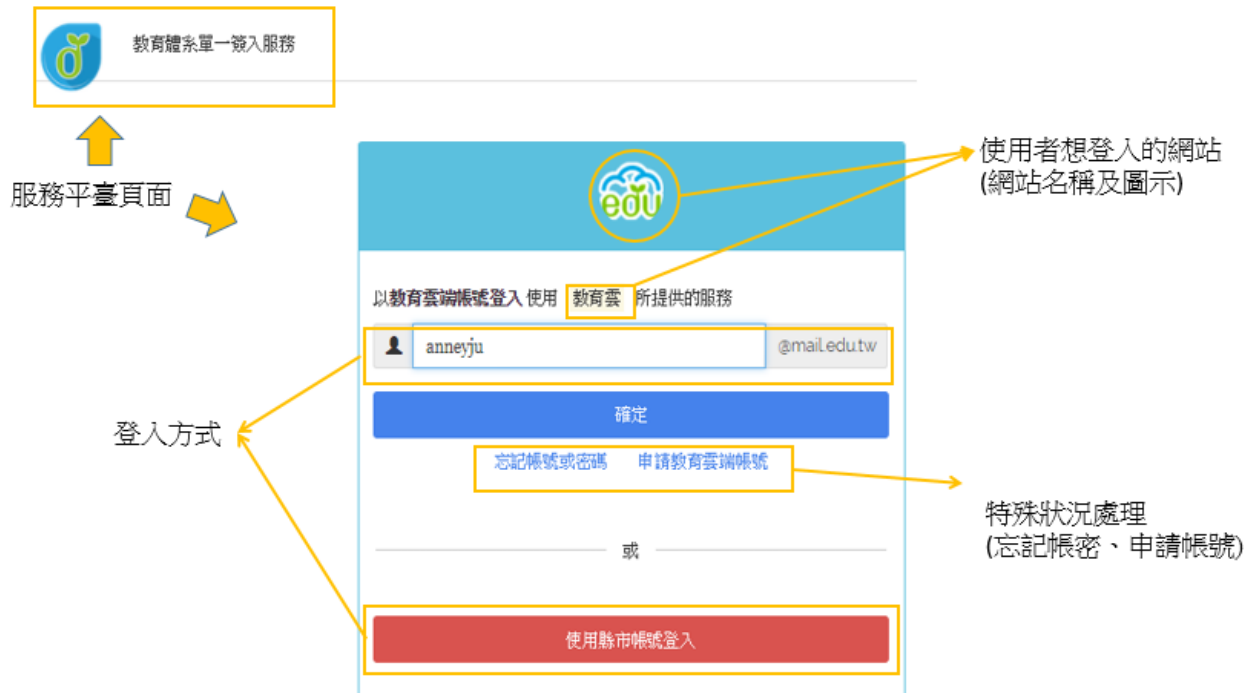 教育體系單一簽入服務
服務平臺頁面
使用者想登入的網站
(網站名稱及圖示)
edu
以教育雲端帳號登入 使用 教育雲 所提供的服務
anneyju @mail.edu.tw
登入方式
確定
忘記帳號或密碼 申請教育雲端帳號
特殊狀況處理
(忘記帳密、申請帳號)
或
使用縣市帳號登入